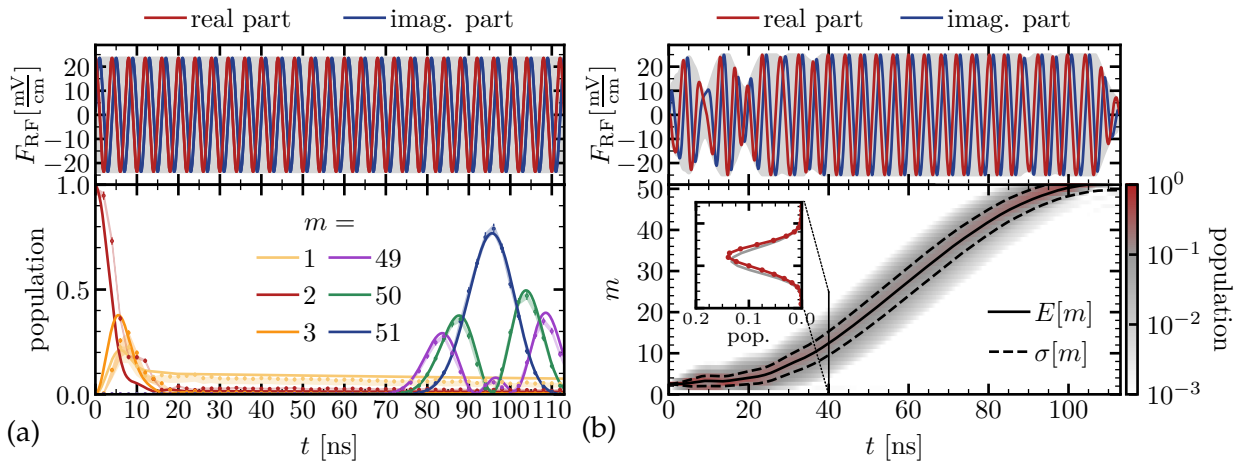 real part imag. part
F_RF [mV/cm]
20
10
0
−10
−20
1.0
0.5
0.0
population
m =
1 49
2 50
3 51
0 10 20 30 40 50 60 70 80 90 100 110
t [ns]
(a)
real part imag. part
F_RF [mV/cm]
20
10
0
−10
−20
50
40
30
20
10
0
m
0.2 0.1 0.0
pop.
E[m]
σ[m]
0 20 40 60 80 100
t [ns]
(b)
10^0
10^−1
10^−2
10^−3
population